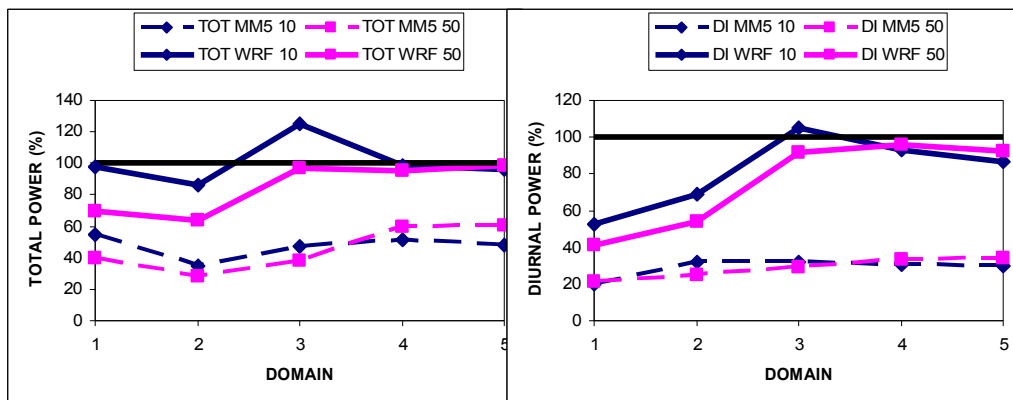 TOT MM5 10 TOT MM5 50
TOT WRF 10 TOT WRF 50
140
120
100
80
60
40
20
0
TOTAL POWER (%)
1 2 3 4 5
DOMAIN
DI MM5 10 DI MM5 50
DI WRF 10 DI WRF 50
120
100
80
60
40
20
0
DIURNAL POWER (%)
1 2 3 4 5
DOMAIN